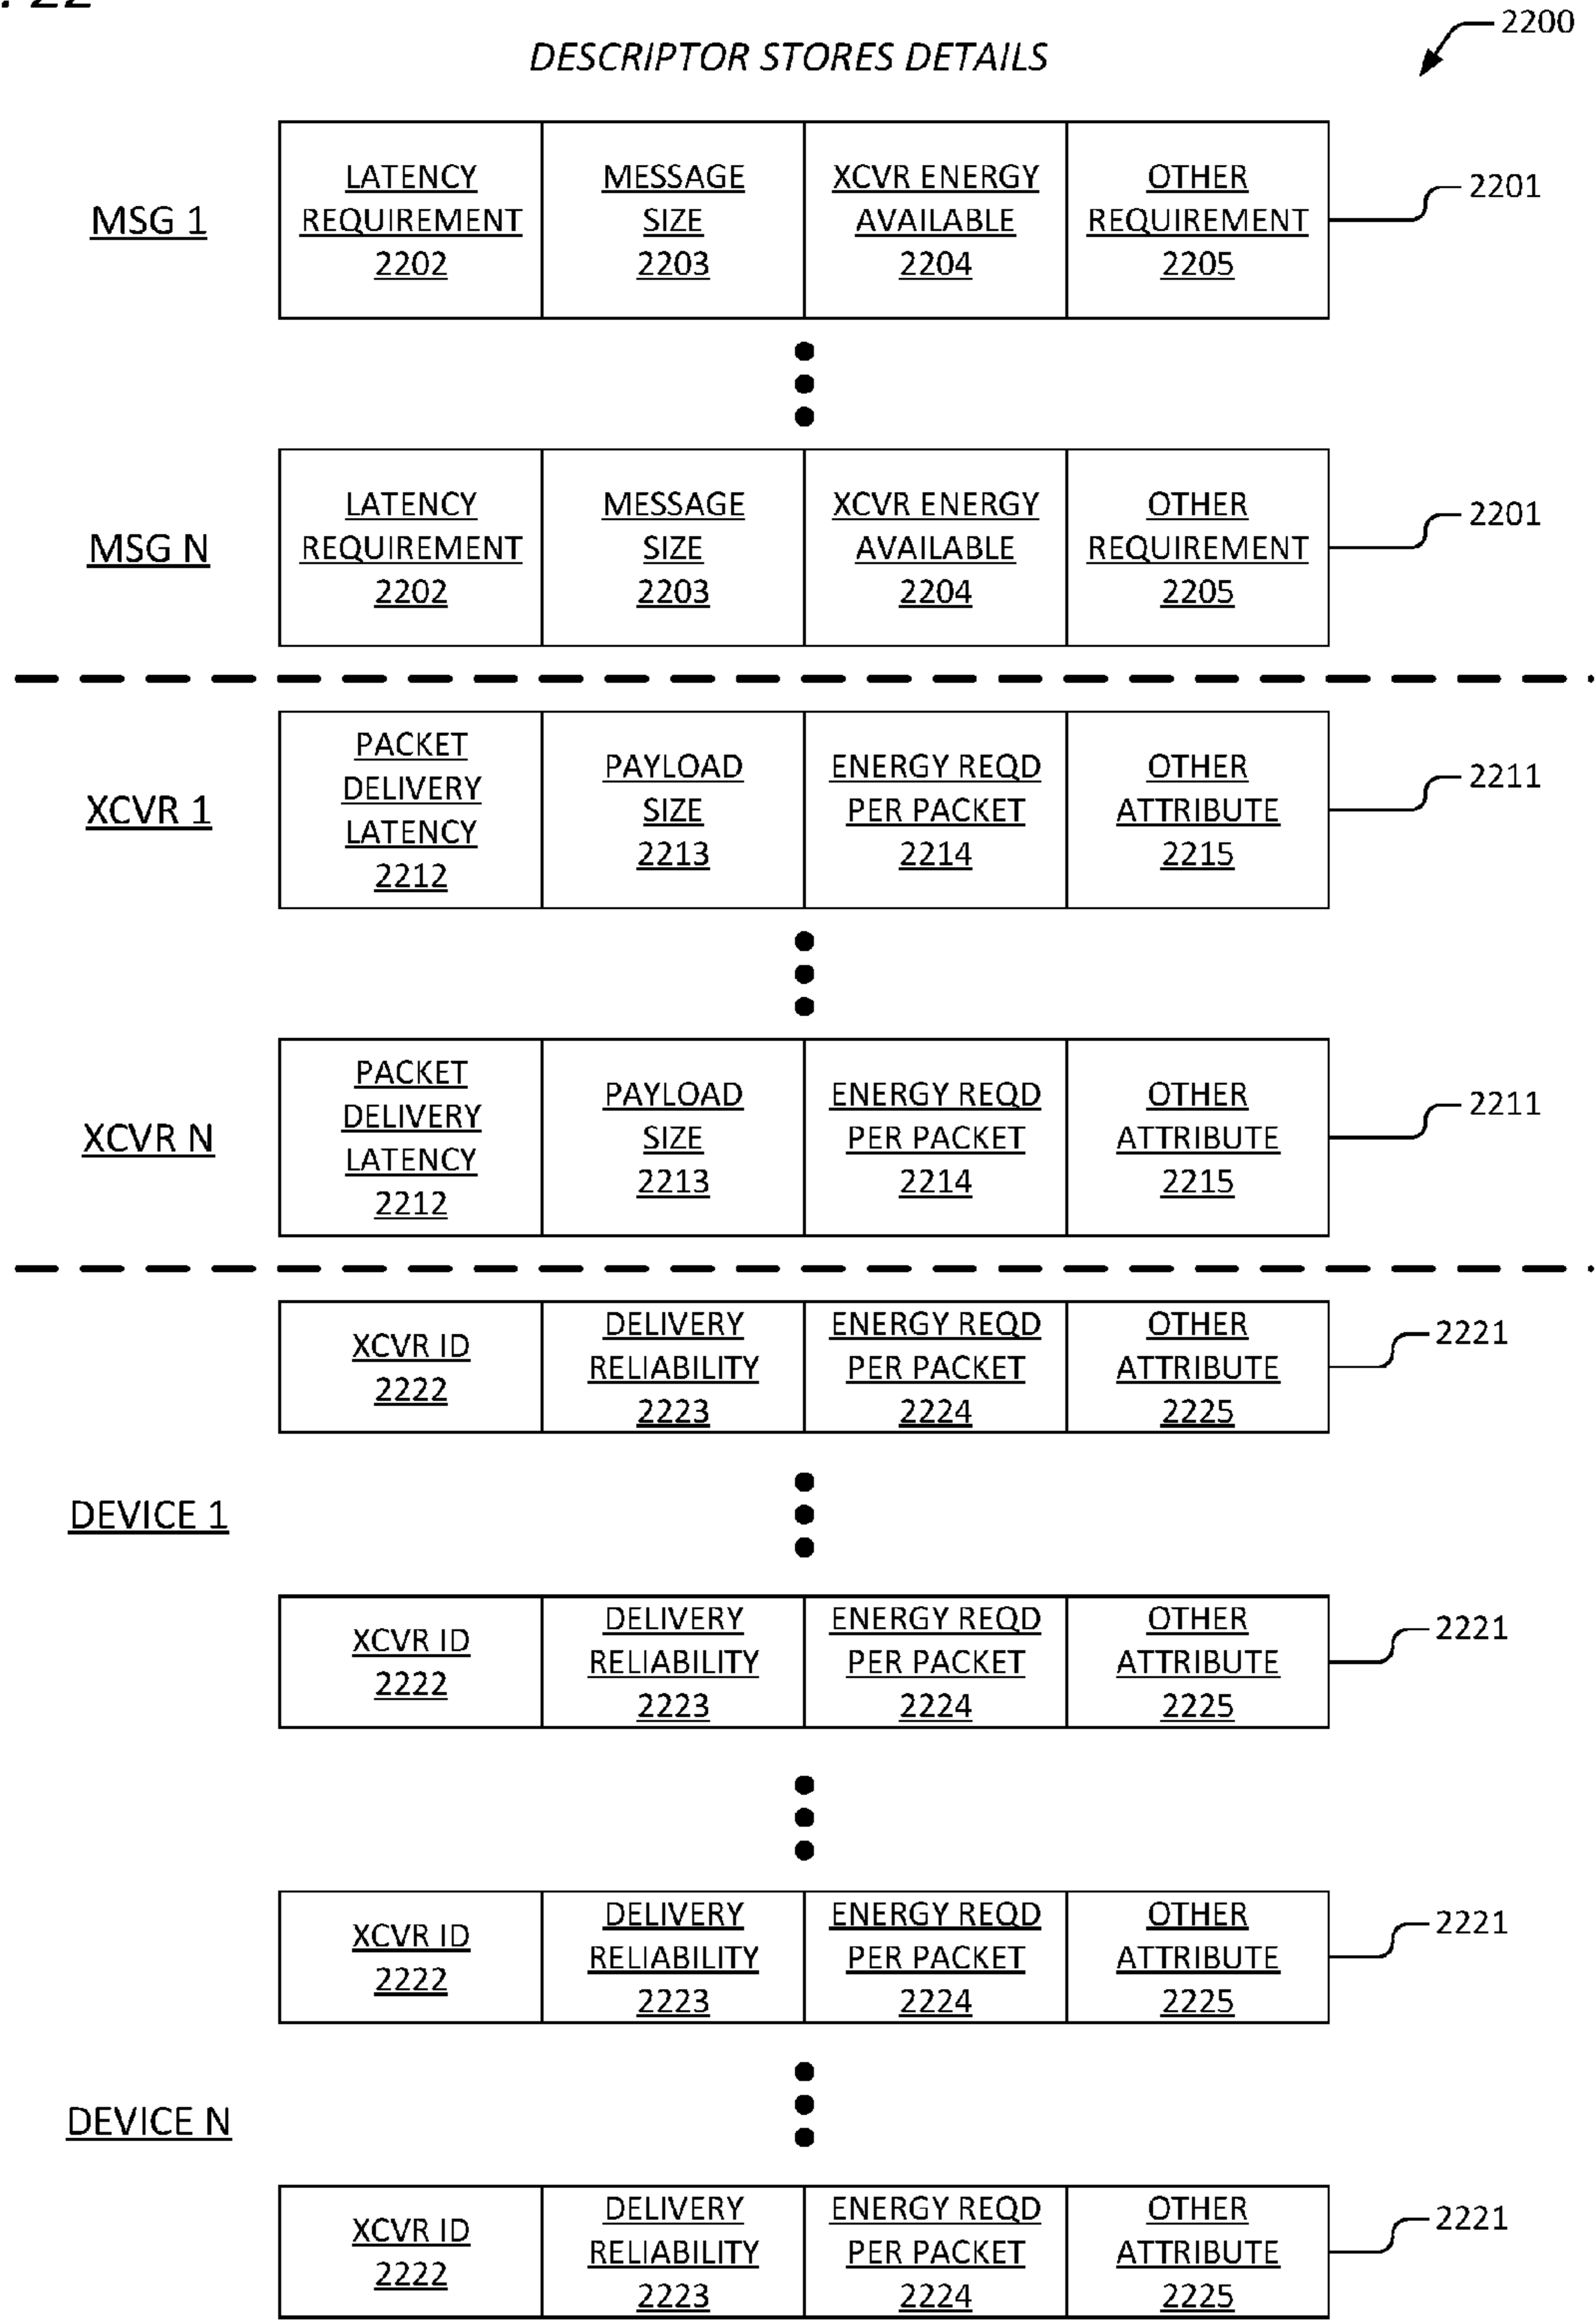 . 22
2200
DESCRIPTOR STORES DETAILS
MSG 1
LATENCY
REQUIREMENT
2202
MESSAGE
SIZE
2203
XCVR ENERGY
AVAILABLE
2204
OTHER
REQUIREMENT
2205
2201
MSG N
LATENCY
REQUIREMENT
2202
MESSAGE
SIZE
2203
XCVR ENERGY
AVAILABLE
2204
OTHER
REQUIREMENT
2205
2201
XCVR 1
PACKET
DELIVERY
LATENCY
2212
PAYLOAD
SIZE
2213
ENERGY REQD
PER PACKET
2214
OTHER
ATTRIBUTE
2215
2211
XCVR N
PACKET
DELIVERY
LATENCY
2212
PAYLOAD
SIZE
2213
ENERGY REQD
PER PACKET
2214
OTHER
ATTRIBUTE
2215
2211
XCVR ID
2222
DELIVERY
RELIABILITY
2223
ENERGY REQD
PER PACKET
2224
OTHER
ATTRIBUTE
2225
2221
DEVICE 1
XCVR ID
2222
DELIVERY
RELIABILITY
2223
ENERGY REQD
PER PACKET
2224
OTHER
ATTRIBUTE
2225
2221
XCVR ID
2222
DELIVERY
RELIABILITY
2223
ENERGY REQD
PER PACKET
2224
OTHER
ATTRIBUTE
2225
2221
DEVICE N
XCVR ID
2222
DELIVERY
RELIABILITY
2223
ENERGY REQD
PER PACKET
2224
OTHER
ATTRIBUTE
2225
2221